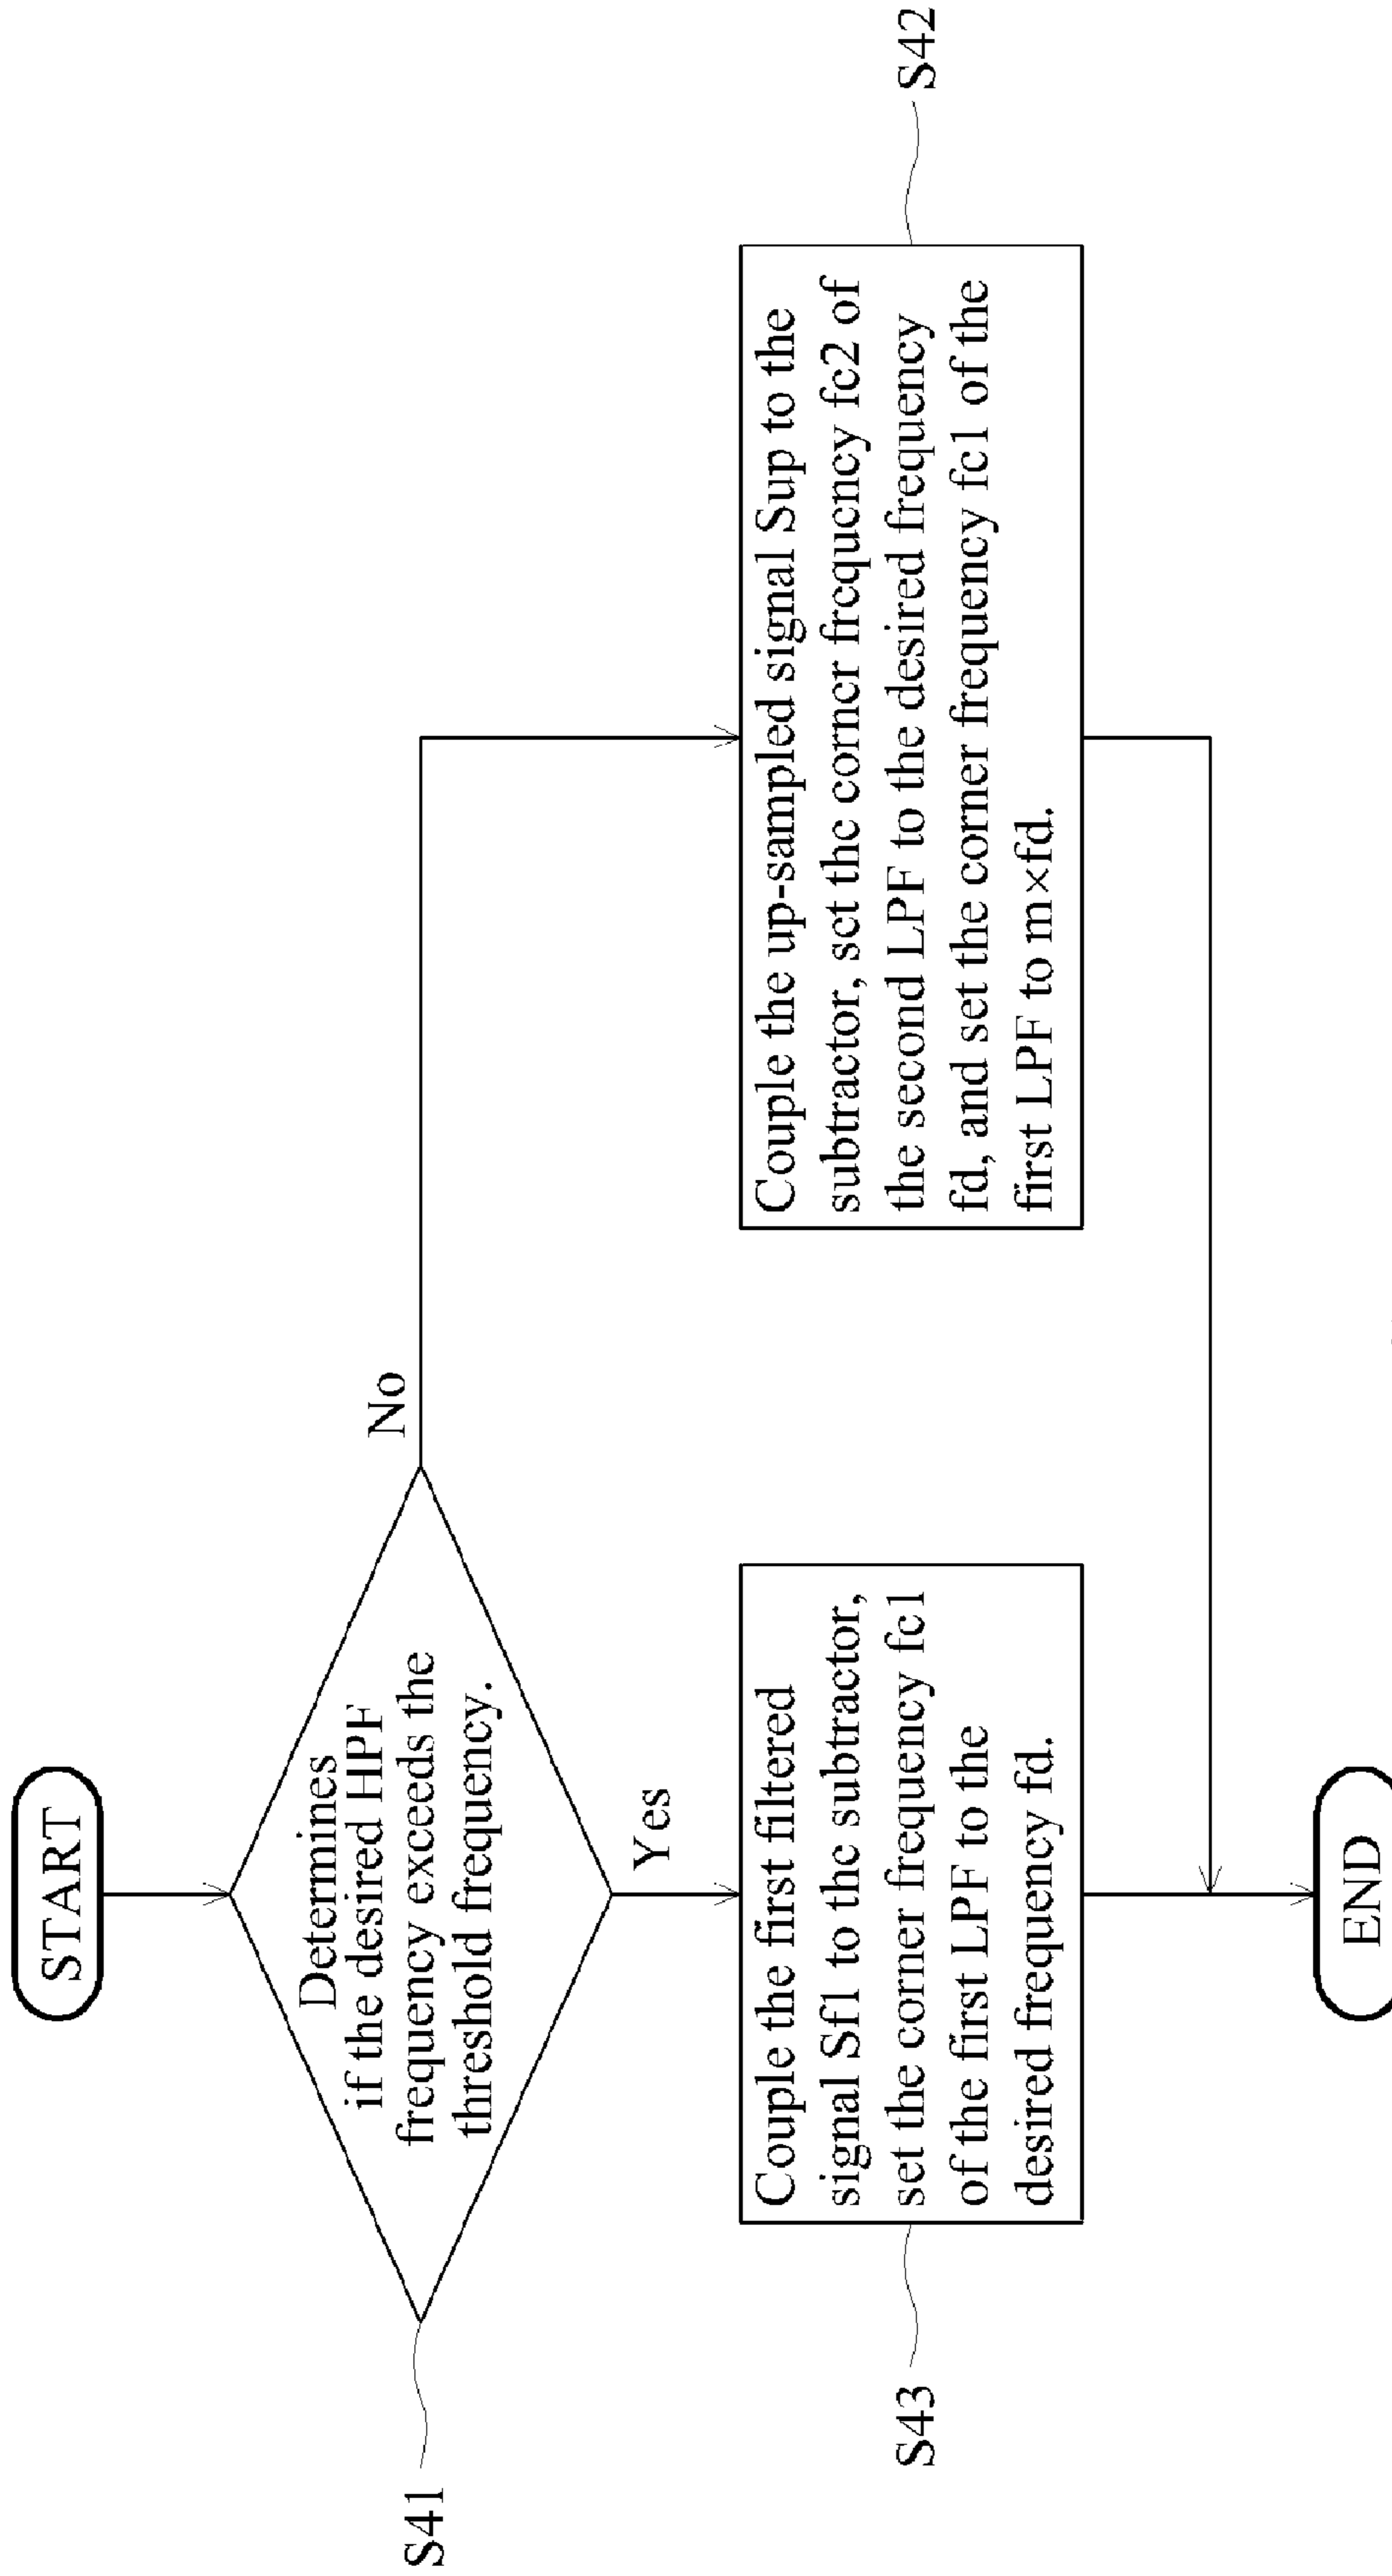 START
Determines
if the desired HPF
frequency exceeds the
threshold frequency.
S41
No
Yes
Couple the first filtered
signal Sf1 to the subtractor,
set the corner frequency fc1
of the first LPF to the
desired frequency fd.
S43
Couple the up-sampled signal Sup to the
subtractor, set the corner frequency fc2 of
the second LPF to the desired frequency
fd, and set the corner frequency fc1 of the
first LPF to m×fd.
S42
END